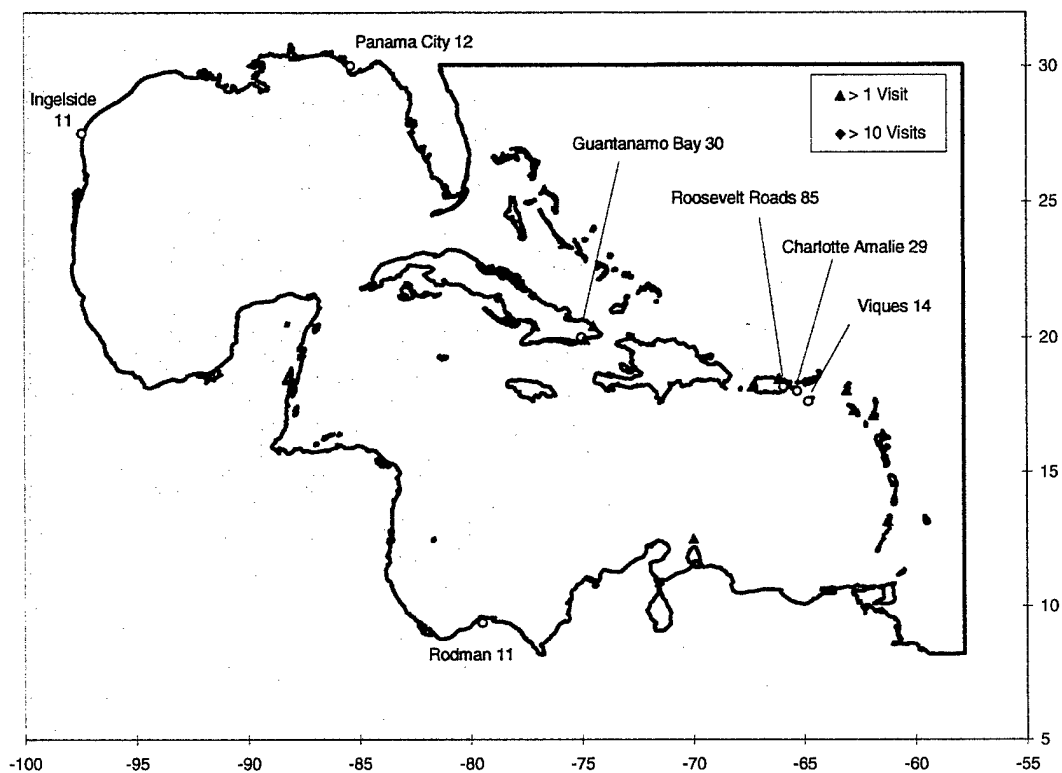 Panama City 12
30
Ingelside
11
▲> 1 Visit
◆> 10 Visits
Guantanamo Bay 30
Roosevelt Roads 85
25
Charlotte Amalie 29
Viques 14
20
15
10
Rodman 11
5
-100 -95 -90 -85 -80 -75 -70 -65 -60 -55